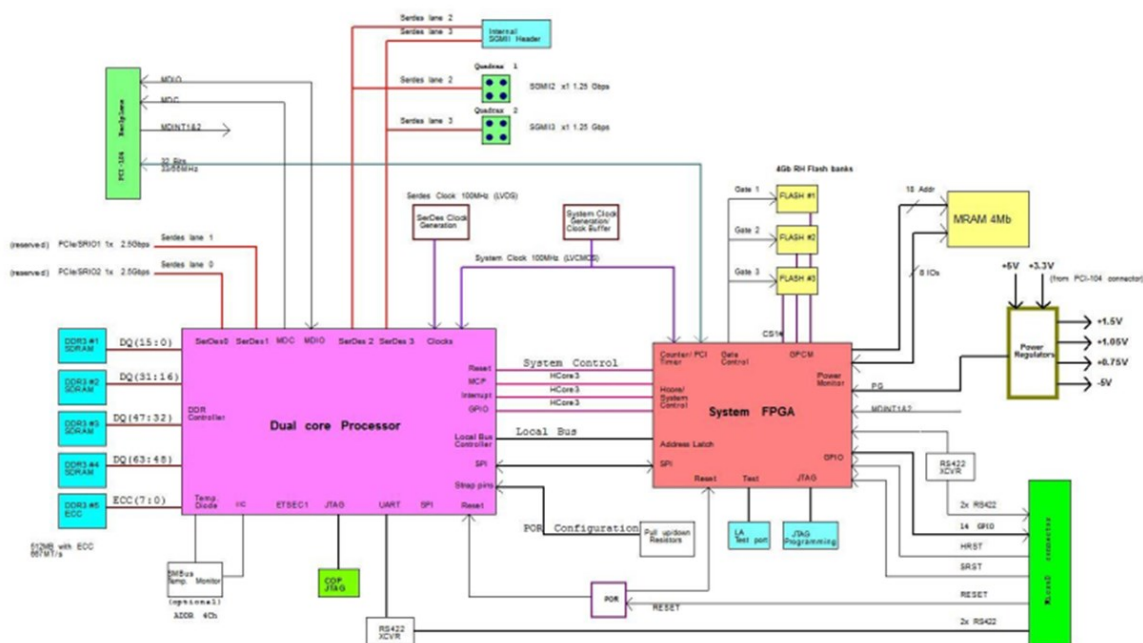 Serdes lane 2
Serdes lane 3
Internal
SGMII Header
Quadrax 1
Serdes lane 2
SGMII2 x1 1.25 Gbps
Quadrax 2
Serdes lane 3
SGMII3 x1 1.25 Gbps
PCI-104 Backplane
MDIO
MDC
MDINT1&2
32 Bits
33/66MHz
4Gb RH Flash banks
Gate 1
FLASH #1
Gate 2
FLASH #2
Gate 3
FLASH #3
18 Addr
MRAM 4Mb
8 IOs
Serdes Clock 100MHz (LVDS)
SerDes Clock
Generation
System Clock
Generation/
Clock Buffer
System Clock 100MHz (LVCMOS)
(reserved) PCIe/SRIO1 1x 2.5Gbps
Serdes lane 1
(reserved) PCIe/SRIO2 1x 2.5Gbps
Serdes lane 0
+5V
+3.3V
(from PCI-104 connector)
Power
Regulators
+1.5V
+1.05V
+0.75V
-5V
DDR3 #1
SDRAM
DQ(15:0)
DDR3 #2
SDRAM
DQ(31:16)
DDR3 #3
SDRAM
DQ(47:32)
DDR3 #4
SDRAM
DQ(63:48)
DDR3 #5
ECC
ECC(7:0)
512MB with ECC
667MT/s
SerDes0
SerDes1
MDC
MDIO
SerDes 2
SerDes 3
Clocks
Reset
MCP
Interrupt
GPIO
DDR
Controller
Dual core Processor
Local Bus
Controller
SPI
Strap pins
Reset
Temp.
Diode
IIC
ETSEC1
JTAG
UART
SPI
System Control
HCore3
HCore3
HCore3
Local Bus
CS1#
Counter/
Timer
PCI
Gate
Control
GPCM
Power
Monitor
Hcore/
System
Control
System FPGA
Address Latch
GPIO
SPI
Reset
Test
JTAG
PG
MDINT1&2
RS422
XCVR
POR Configuration
Pull up/down
Resistors
LA
Test port
JTAG
Programming
2x RS422
14 GPIO
HRST
SRST
RESET
2x RS422
MicroD connector
SMBus
Temp. Monitor
(optional)
ADDR 4Ch
COP
JTAG
POR
RESET
RS422
XCVR